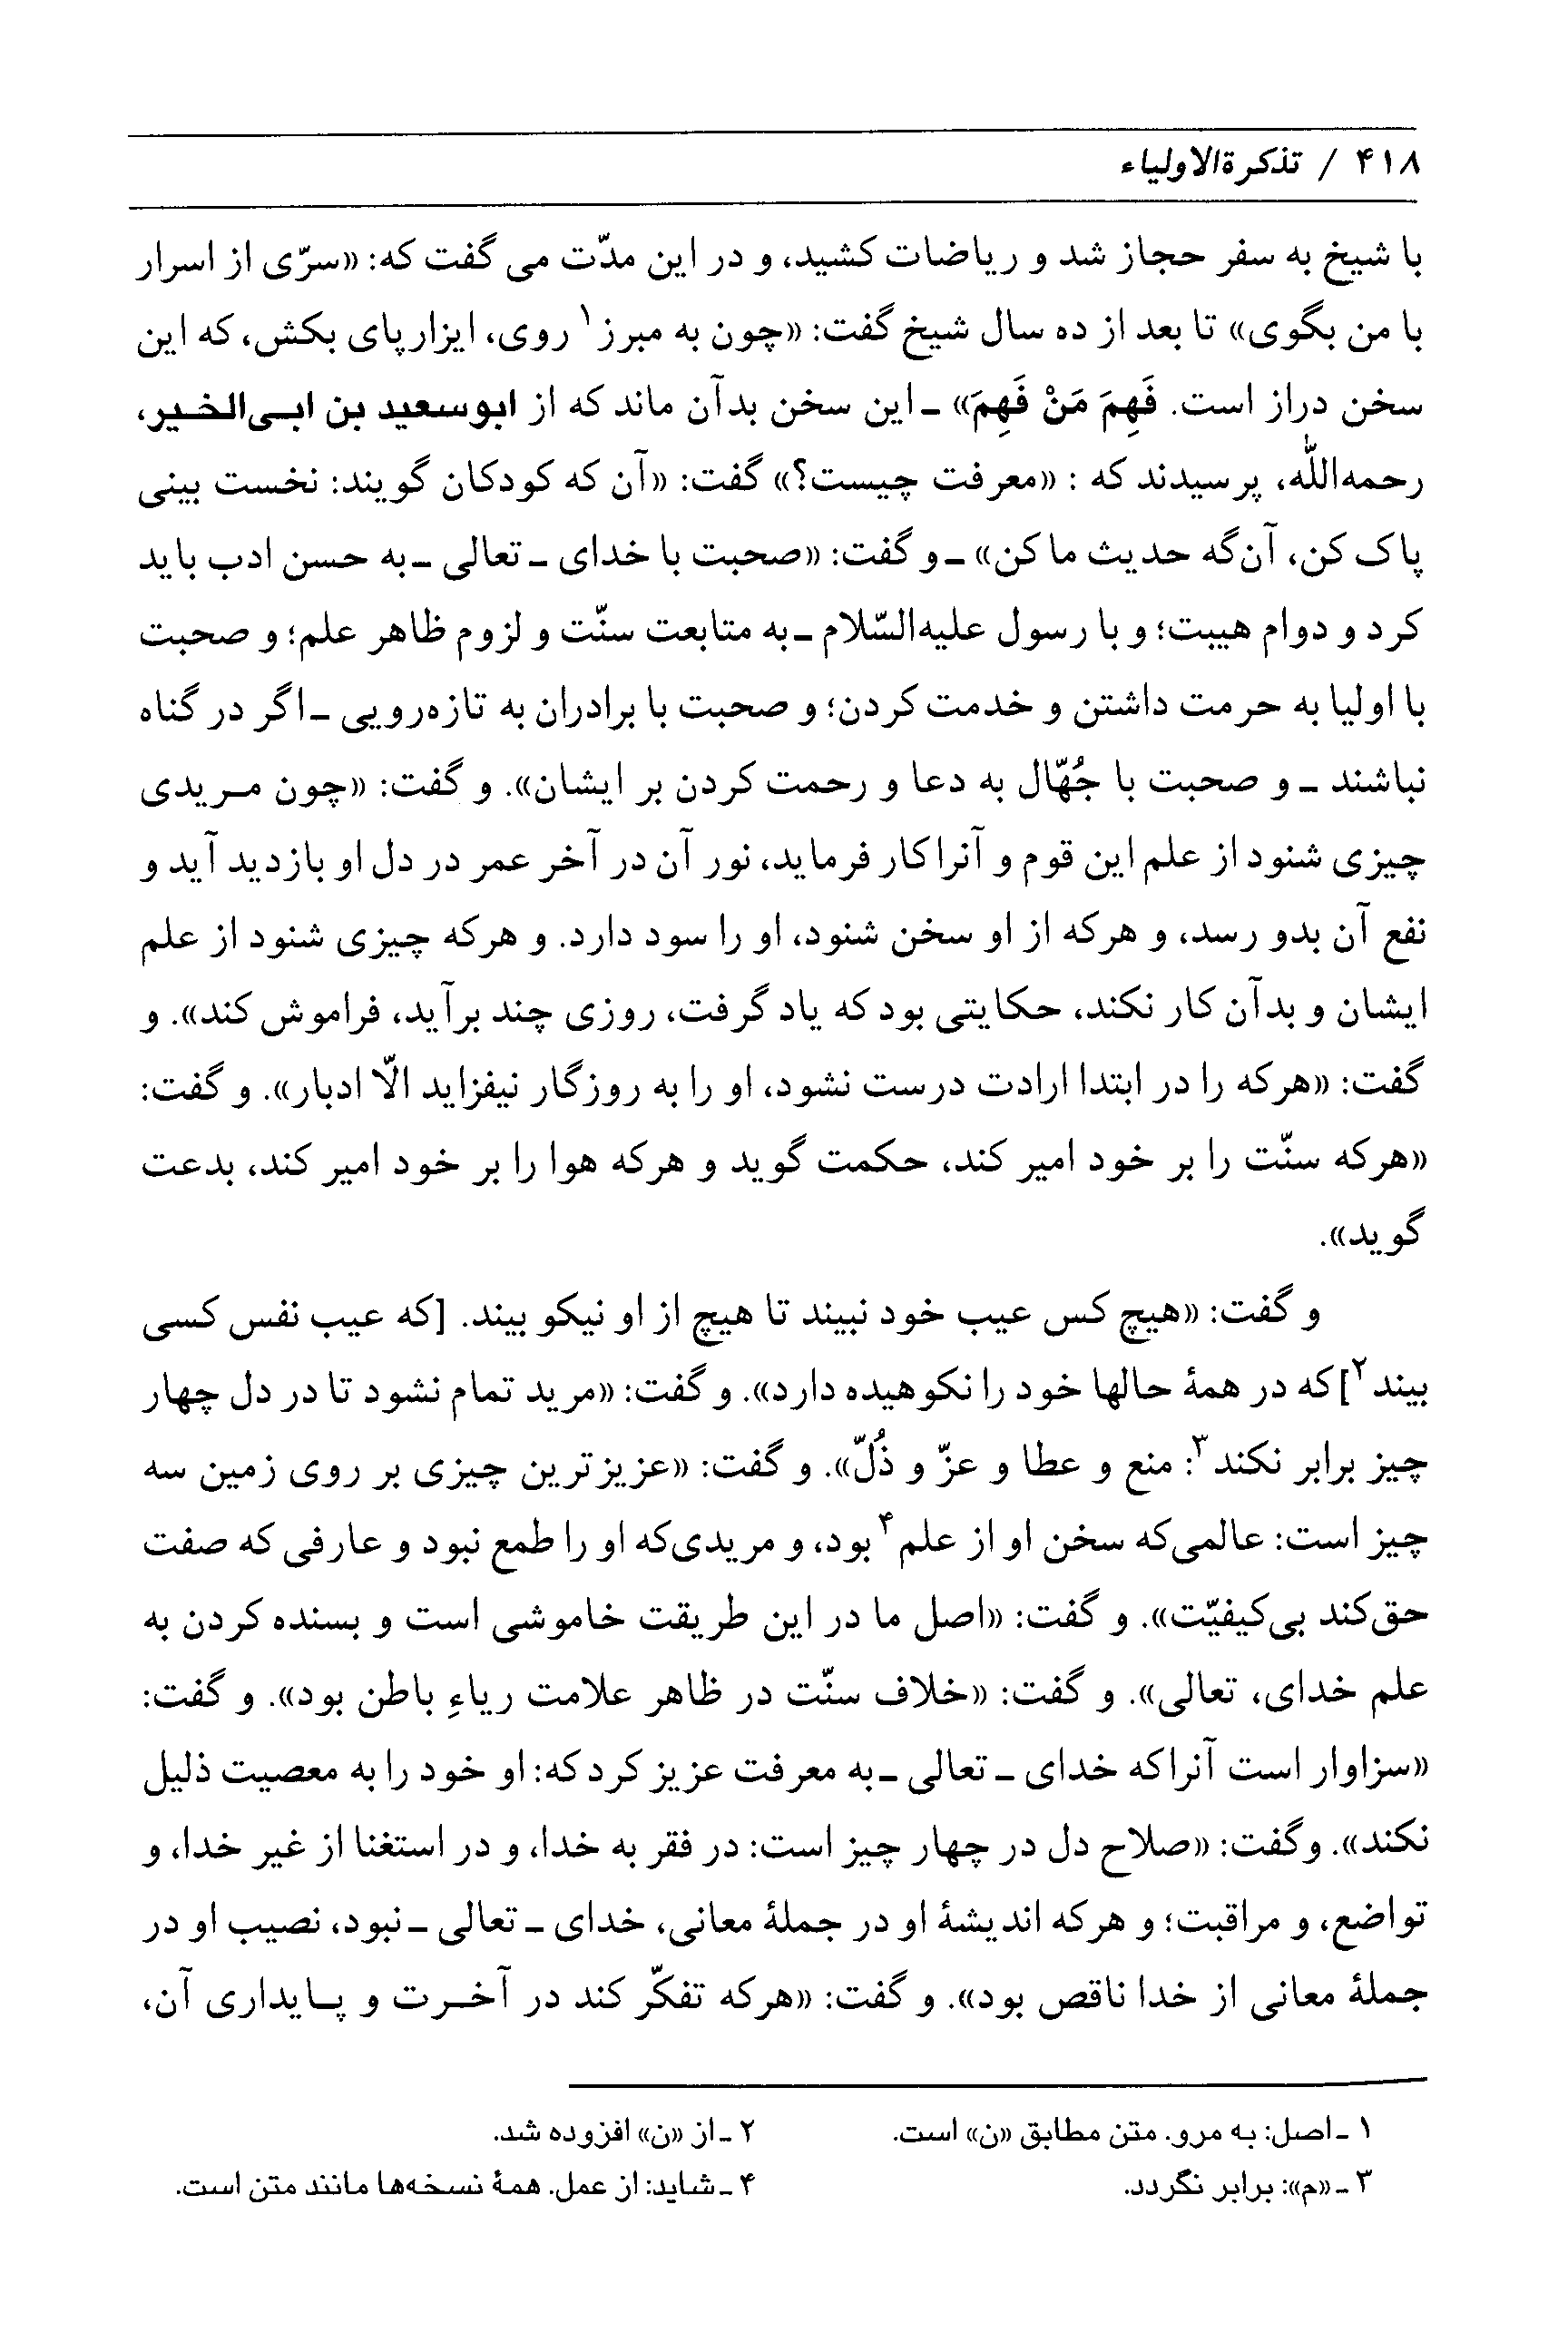 ۴۱۸ / تذکرةالاولیاء
با شیخ به سفر حجاز شد و ریاضات کشید، و در این مدّت می گفت که: «سرّی از اسرار
با من بگوی» تا بعد از ده سال شیخ گفت: «چون به مبرز۱ روی، ایزارپای بکش، که این
سخن دراز است. فَهِمَ مَنْ فَهِمَ» ـ این سخن بدآن ماند که از ابوسعید بن ابی‌الخیر،
رحمه‌اللّٰه، پرسیدند که : «معرفت چیست؟» گفت: «آن که کودکان گویند: نخست بینی
پاک کن، آن‌گه حدیث ما کن» ـ و گفت: «صحبت با خدای ـ تعالی ـ به حسن ادب باید
کرد و دوام هیبت؛ و با رسول علیه‌السّلام ـ به متابعت سنّت و لزوم ظاهر علم؛ و صحبت
با اولیا به حرمت داشتن و خدمت کردن؛ و صحبت با برادران به تازه‌رویی ـ اگر در گناه
نباشند ـ و صحبت با جُهّال به دعا و رحمت کردن بر ایشان». و گفت: «چون مریدی
چیزی شنود از علم این قوم و آنرا کار فرماید، نور آن در آخر عمر در دل او بازدید آید و
نفع آن بدو رسد، و هرکه از او سخن شنود، او را سود دارد. و هرکه چیزی شنود از علم
ایشان و بدآن کار نکند، حکایتی بود که یاد گرفت، روزی چند برآید، فراموش کند». و
گفت: «هرکه را در ابتدا ارادت درست نشود، او را به روزگار نیفزاید الّا ادبار». و گفت:
«هرکه سنّت را بر خود امیر کند، حکمت گوید و هرکه هوا را بر خود امیر کند، بدعت
گوید».
و گفت: «هیچ کس عیب خود نبیند تا هیچ از او نیکو بیند. [که عیب نفس کسی
بیند۲] که در همهٔ حالها خود را نکوهیده دارد». و گفت: «مرید تمام نشود تا در دل چهار
چیز برابر نکند۳: منع و عطا و عزّ و ذُلّ». و گفت: «عزیزترین چیزی بر روی زمین سه
چیز است: عالمی‌که سخن او از علم۴ بود، و مریدی‌که او را طمع نبود و عارفی که صفت
حق‌کند بی‌کیفیّت». و گفت: «اصل ما در این طریقت خاموشی است و بسنده کردن به
علم خدای، تعالی». و گفت: «خلاف سنّت در ظاهر علامت ریاءِ باطن بود». و گفت:
«سزاوار است آنرا که خدای ـ تعالی ـ به معرفت عزیز کرد که: او خود را به معصیت ذلیل
نکند». وگفت: «صلاح دل در چهار چیز است: در فقر به خدا، و در استغنا از غیر خدا، و
تواضع، و مراقبت؛ و هرکه اندیشهٔ او در جملهٔ معانی، خدای ـ تعالی ـ نبود، نصیب او در
جملهٔ معانی از خدا ناقص بود». و گفت: «هرکه تفکّر کند در آخرت و پایداری آن،
۱ ـ اصل: به مرو. متن مطابق «ن» است.
۲ ـ از «ن» افزوده شد.
۳ ـ «م»: برابر نگردد.
۴ ـ شاید: از عمل. همهٔ نسخه‌ها مانند متن است.